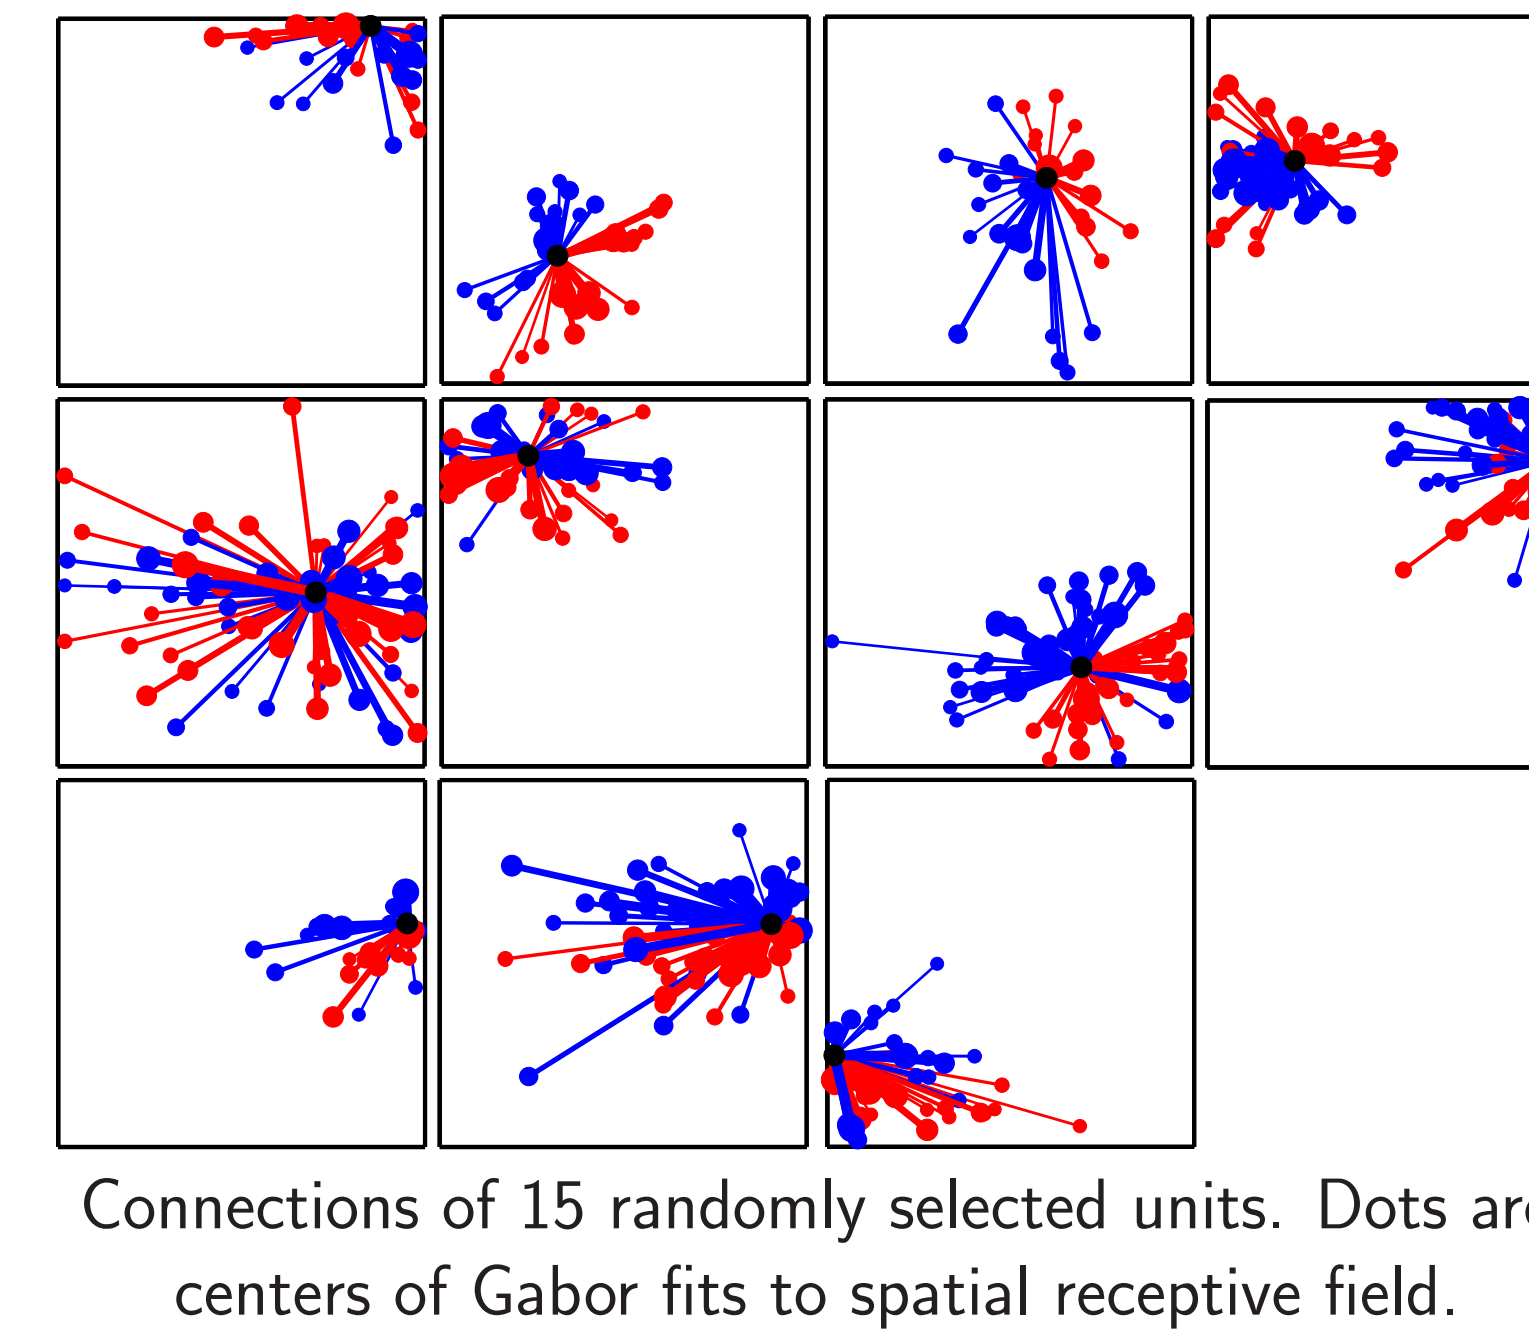 Connections of 15 randomly selected units. Dots are
centers of Gabor fits to spatial receptive field.